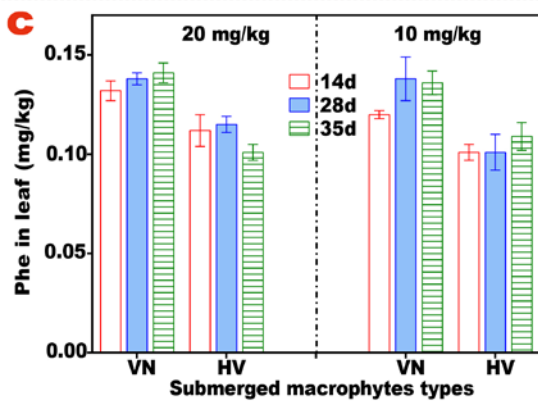 C
20 mg/kg 10 mg/kg
14d
28d
35d
Phe in leaf (mg/kg)
0.15
0.10
0.05
0.00
VN HV VN HV
Submerged macrophytes types